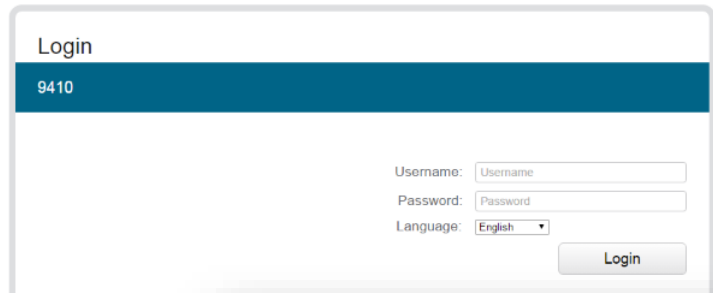 Login
9410
Username: Username
Password: Password
Language: English
Login